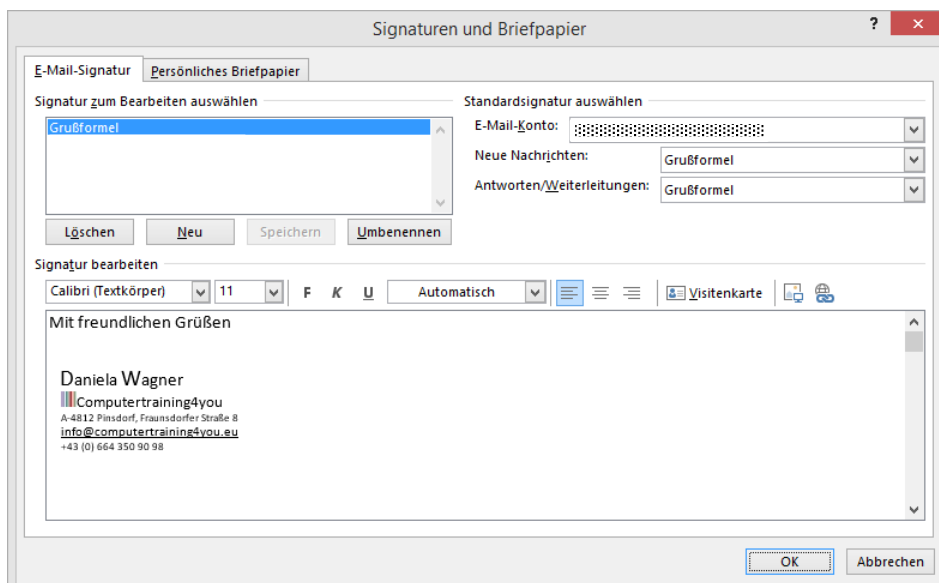 Signaturen und Briefpapier
?
E-Mail-Signatur Persönliches Briefpapier
Signatur zum Bearbeiten auswählen
Grußformel
Löschen Neu Speichern Umbenennen
Standardsignatur auswählen
E-Mail-Konto:
Neue Nachrichten: Grußformel
Antworten/Weiterleitungen: Grußformel
Signatur bearbeiten
Calibri (Textkörper) 11 F K U Automatisch Visitenkarte
Mit freundlichen Grüßen
Daniela Wagner
Computertraining4you
A-4812 Pinsdorf, Fraunsdorfer Straße 8
info@computertraining4you.eu
+43 (0) 664 350 90 98
OK Abbrechen